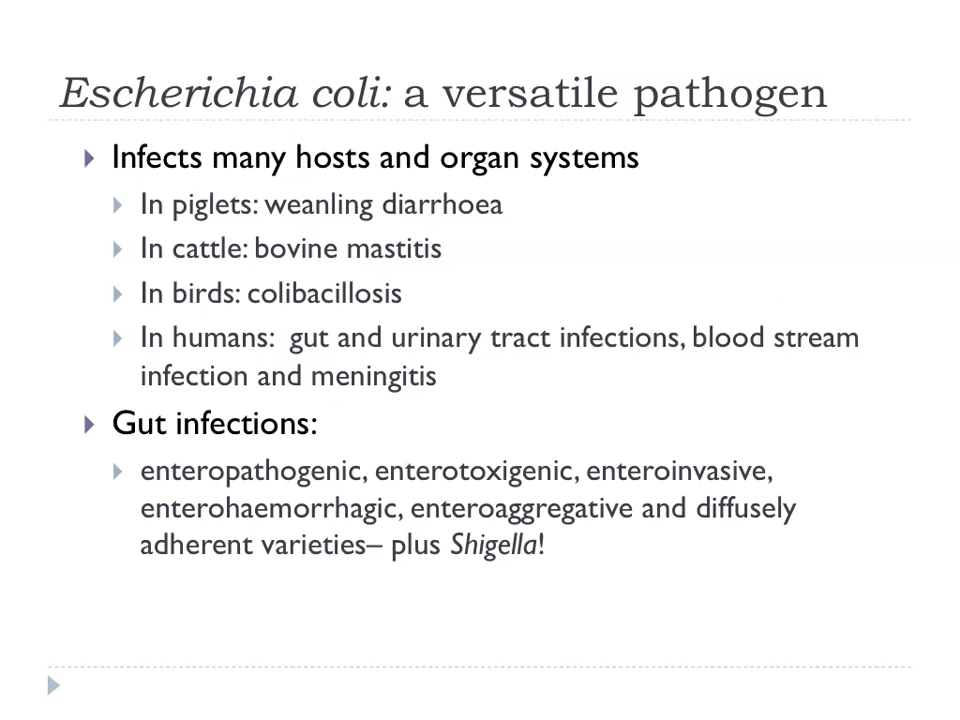 Escherichia coli: a versatile pathogen
Infects many hosts and organ systems
In piglets: weanling diarrhoea
In cattle: bovine mastitis
In birds: colibacillosis
In humans:  gut and urinary tract infections, blood stream
infection and meningitis
Gut infections:
enteropathogenic, enterotoxigenic, enteroinvasive,
enterohaemorrhagic, enteroaggregative and diffusely
adherent varieties– plus Shigella!